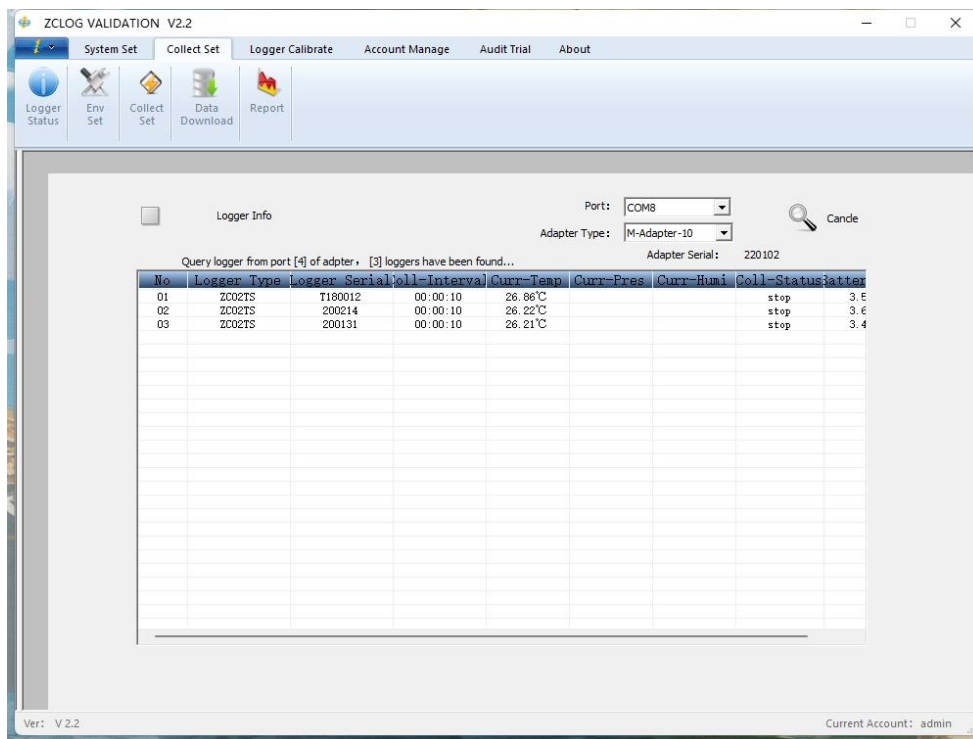 ZCLOG VALIDATION V2.2
System Set Collect Set Logger Calibrate Account Manage Audit Trial About
Logger Status Env Set Collect Set Data Download Report
Port: COM8
Logger Info Cancle
Adapter Type: M-Adapter-10
Adapter Serial: 220102
Query logger from port [4] of adpter, [3] loggers have been found...
No Logger Type Logger Serial oll-Interval Curr-Temp Curr-Pres Curr-Humi Coll-Status Batter
01 ZC02TS T180012 00:00:10 26.86℃ stop 3.5
02 ZC02TS 200214 00:00:10 26.22℃ stop 3.6
03 ZC02TS 200131 00:00:10 26.21℃ stop 3.4
Ver: V 2.2 Current Account: admin